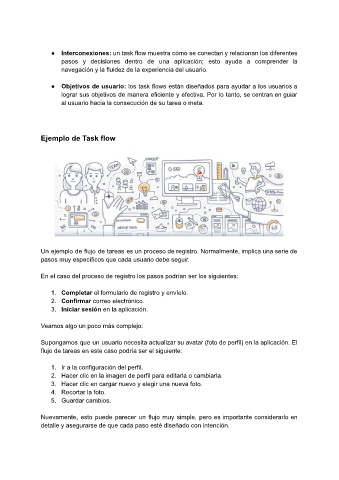 ● Interconexiones: un task flow muestra cómo se conectan y relacionan los diferentes
pasos y decisiones dentro de una aplicación; esto ayuda a comprender la
navegación y la fluidez de la experiencia del usuario.
● Objetivos de usuario: los task flows están diseñados para ayudar a los usuarios a
lograr sus objetivos de manera eficiente y efectiva. Por lo tanto, se centran en guiar
al usuario hacia la consecución de su tarea o meta.
Ejemplo de Task flow
Un ejemplo de flujo de tareas es un proceso de registro. Normalmente, implica una serie de
pasos muy específicos que cada usuario debe seguir.
En el caso del proceso de registro los pasos podrían ser los siguientes:
1. Completar el formulario de registro y envíelo.
2. Confirmar correo electrónico.
3. Iniciar sesión en la aplicación.
Veamos algo un poco más complejo:
Supongamos que un usuario necesita actualizar su avatar (foto de perfil) en la aplicación. El
flujo de tareas en este caso podría ser el siguiente:
1. Ir a la configuración del perfil.
2. Hacer clic en la imagen de perfil para editarla o cambiarla.
3. Hacer clic en cargar nuevo y elegir una nueva foto.
4. Recortar la foto.
5. Guardar cambios.
Nuevamente, esto puede parecer un flujo muy simple, pero es importante considerarlo en
detalle y asegurarse de que cada paso esté diseñado con intención.